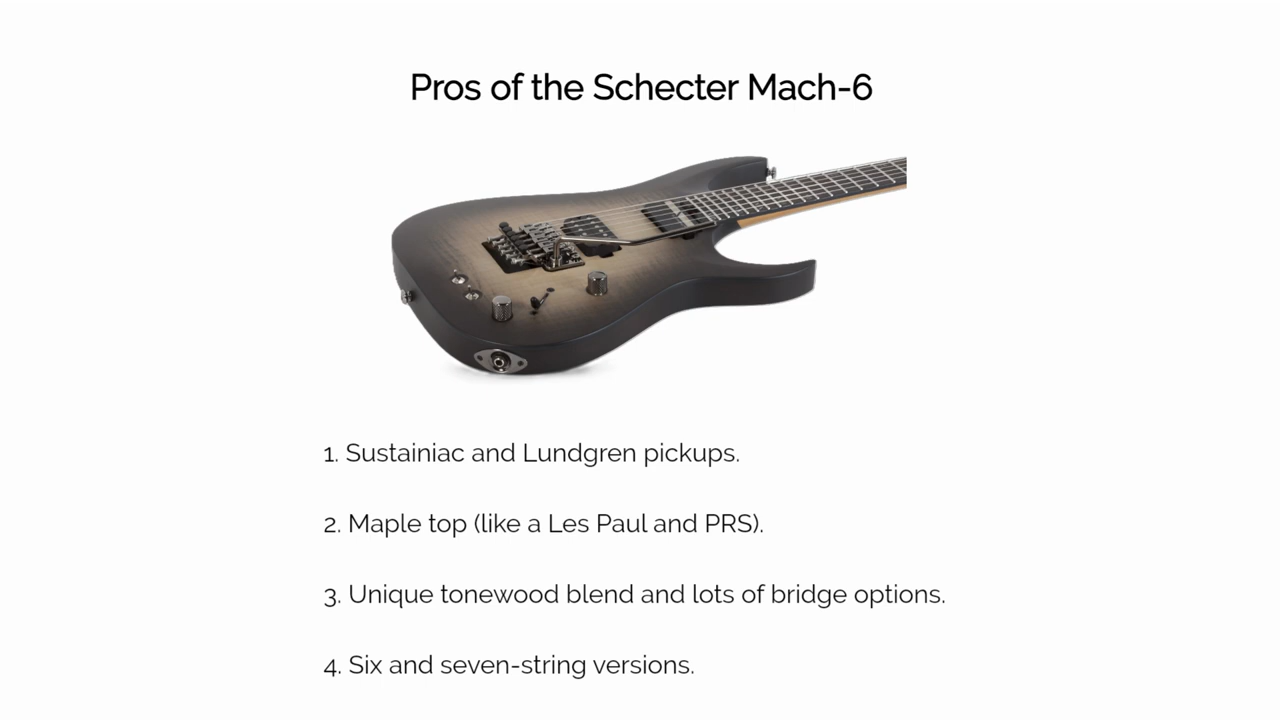 Pros of the Schecter Mach-6
1. Sustainiac and Lundgren pickups.
2. Maple top (like a Les Paul and PRS).
3. Unique tonewood blend and lots of bridge options.
4. Six and seven-string versions.